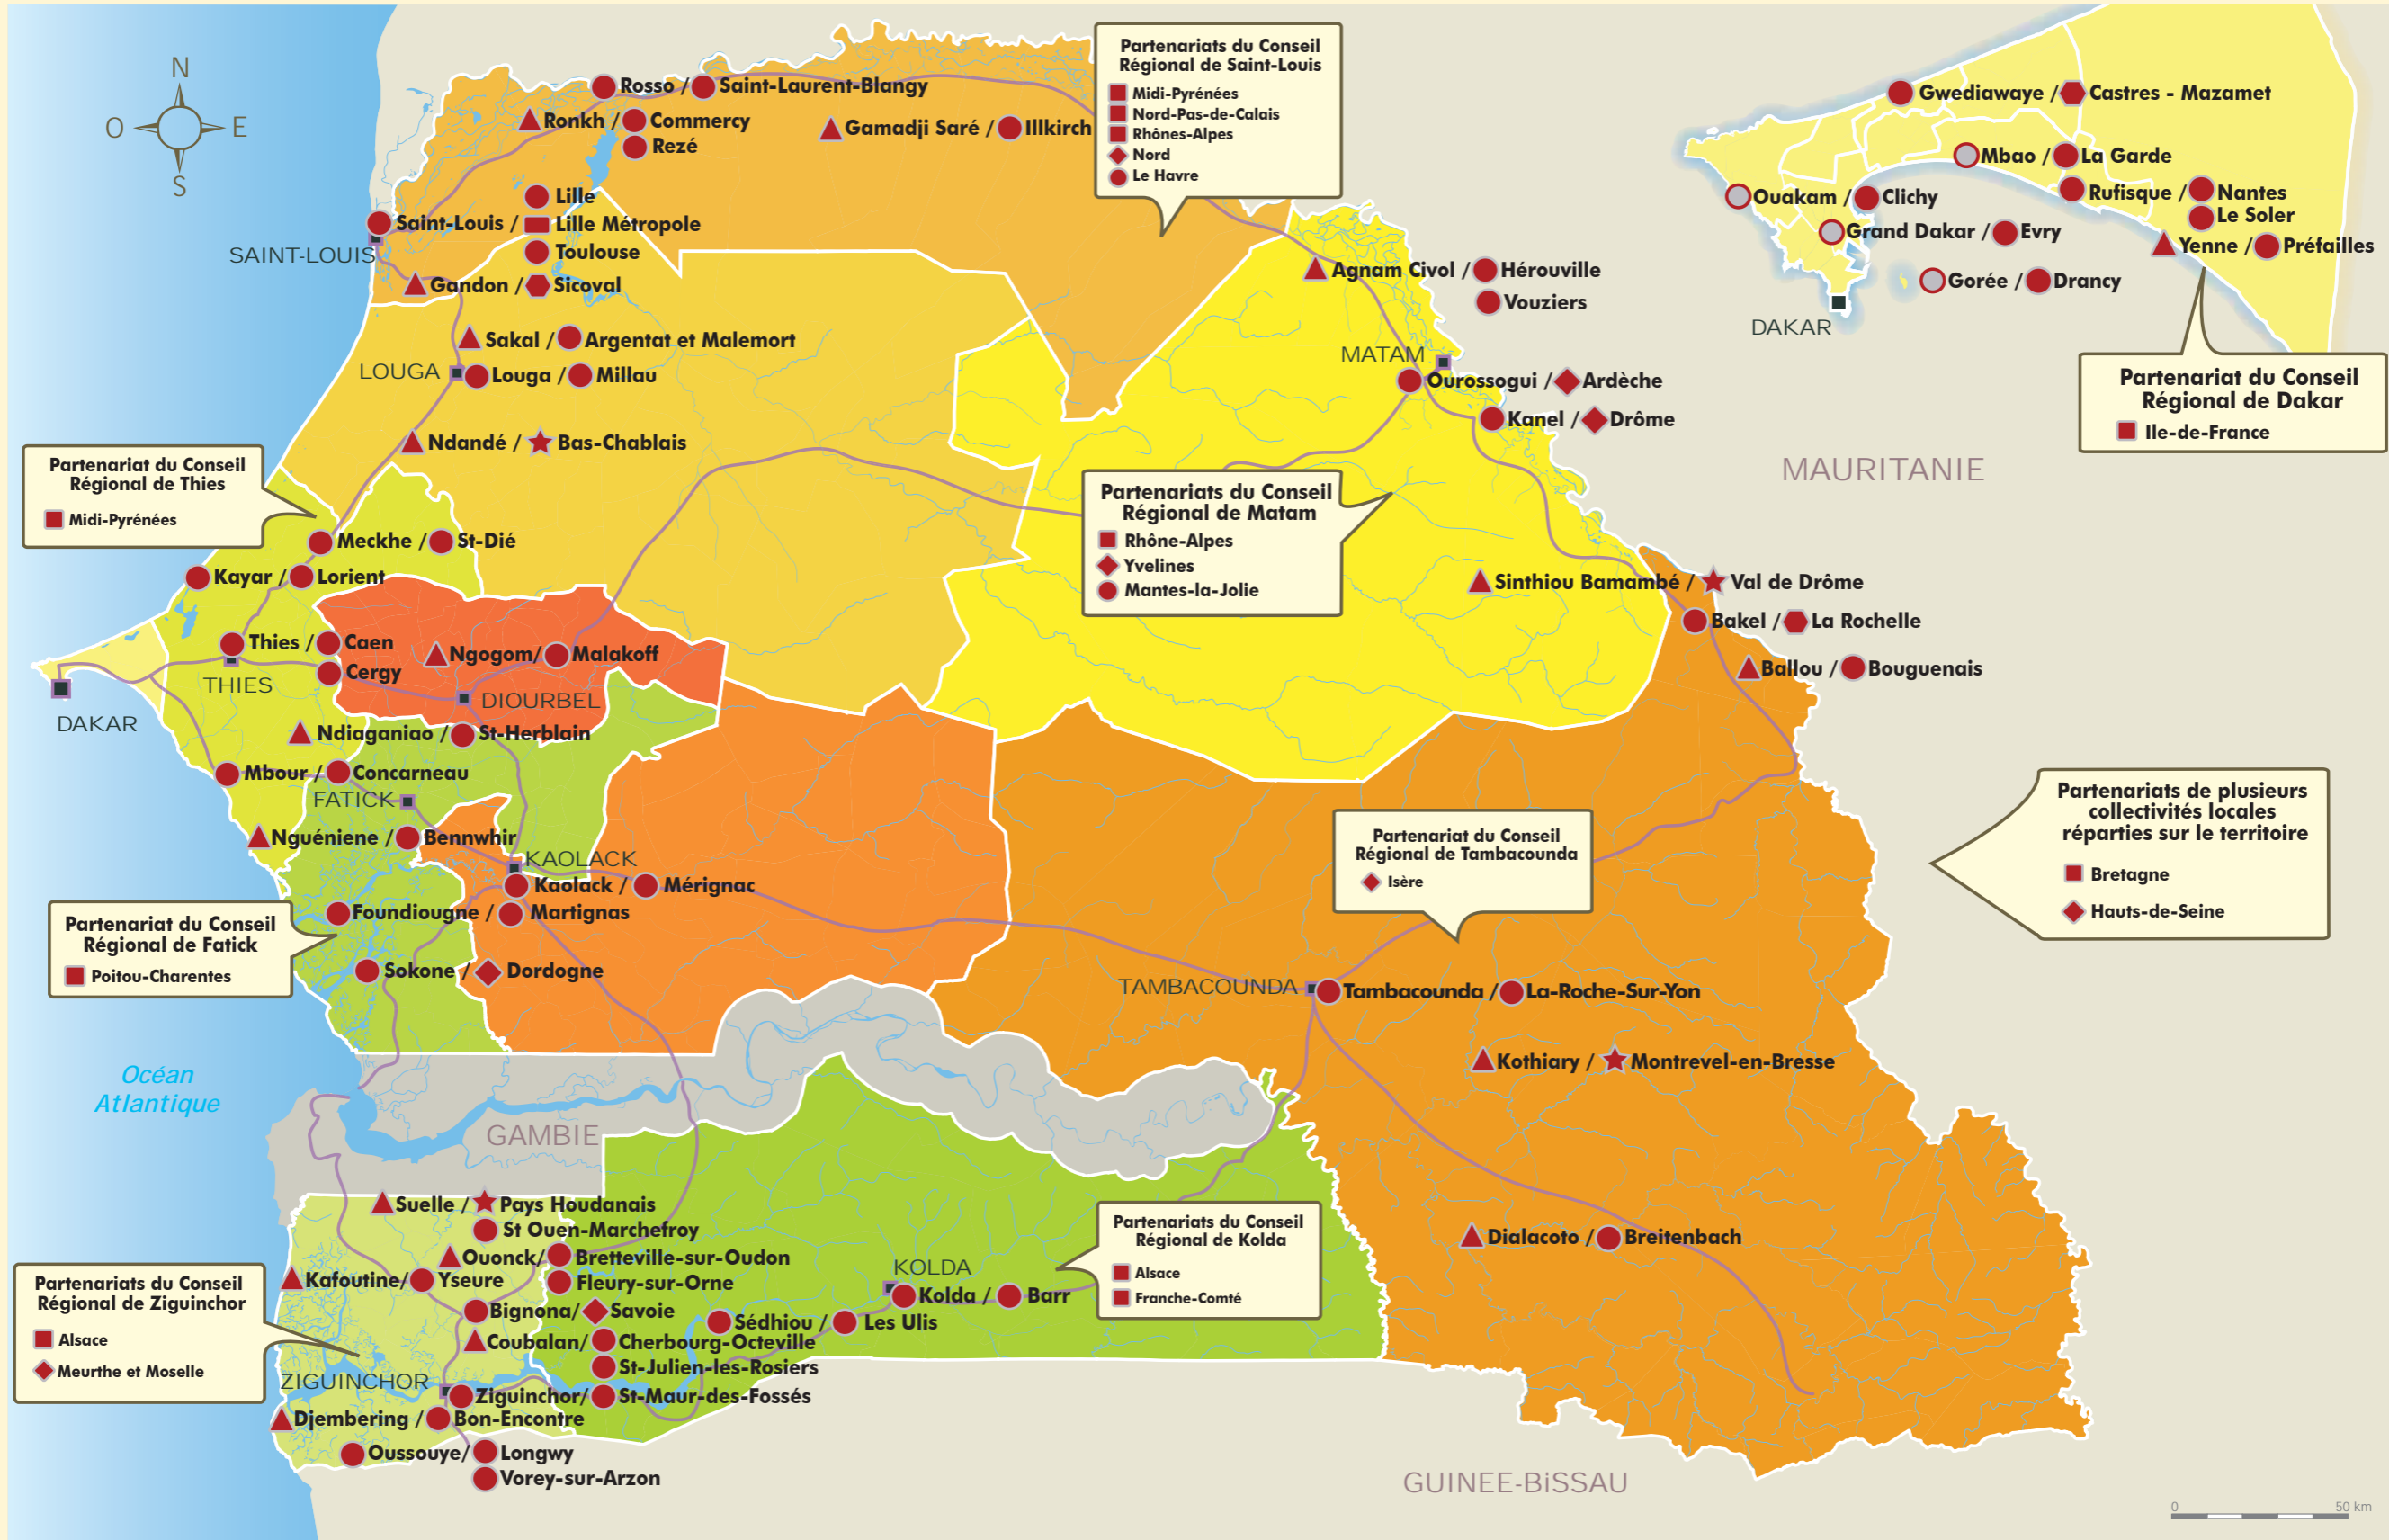 N
O
E
S
Partenariats du Conseil
Régional de Saint-Louis
Midi-Pyrénées
Nord-Pas-de-Calais
Rhônes-Alpes
Nord
Le Havre
Rosso / Saint-Laurent-Blangy
Ronkh / Commercy
Rezé
Gamadji Saré / Illkirch
Lille
Saint-Louis / Lille Métropole
Toulouse
SAINT-LOUIS
Gandon / Sicoval
Sakal / Argentat et Malemort
LOUGA
Louga / Millau
Ndandé / Bas-Chablais
Gwediawaye / Castres - Mazamet
Mbao / La Garde
Ouakam / Clichy
Rufisque / Nantes
Le Soler
Grand Dakar / Evry
Yenne / Préfailles
Gorée / Drancy
DAKAR
Partenariat du Conseil
Régional de Dakar
Ile-de-France
Agnam Civol / Hérouville
Vouziers
MATAM
Ourossogui / Ardèche
Kanel / Drôme
MAURITANIE
Partenariat du Conseil
Régional de Thies
Midi-Pyrénées
Partenariats du Conseil
Régional de Matam
Rhône-Alpes
Yvelines
Mantes-la-Jolie
Meckhe / St-Dié
Kayar / Lorient
Sinthiou Bamambé / Val de Drôme
Bakel / La Rochelle
Ballou / Bouguenais
Thies / Caen
Cergy
THIES
Ngogom/ Malakoff
DIOURBEL
DAKAR
Ndiaganiao / St-Herblain
Mbour / Concarneau
FATICK
Nguéniene / Bennwhir
KAOLACK
Kaolack / Mérignac
Foundiougne / Martignas
Sokone / Dordogne
Partenariat du Conseil
Régional de Fatick
Poitou-Charentes
Partenariat du Conseil
Régional de Tambacounda
Isère
Partenariats de plusieurs
collectivités locales
réparties sur le territoire
Bretagne
Hauts-de-Seine
TAMBACOUNDA
Tambacounda / La-Roche-Sur-Yon
Kothiary / Montrevel-en-Bresse
Océan
Atlantique
GAMBIE
Suelle / Pays Houdanais
St Ouen-Marchefroy
Ouonck/ Bretteville-sur-Oudon
Kafoutine/ Yseure
Fleury-sur-Orne
Bignona/ Savoie
Sédhiou / Les Ulis
Coubalan/ Cherbourg-Octeville
St-Julien-les-Rosiers
KOLDA
Kolda / Barr
Partenariats du Conseil
Régional de Kolda
Alsace
Franche-Comté
Dialacoto / Breitenbach
Partenariats du Conseil
Régional de Ziguinchor
Alsace
Meurthe et Moselle
ZIGUINCHOR
Ziguinchor/ St-Maur-des-Fossés
Djembering / Bon-Encontre
Oussouye/ Longwy
Vorey-sur-Arzon
GUINEE-BiSSAU
0
50 km